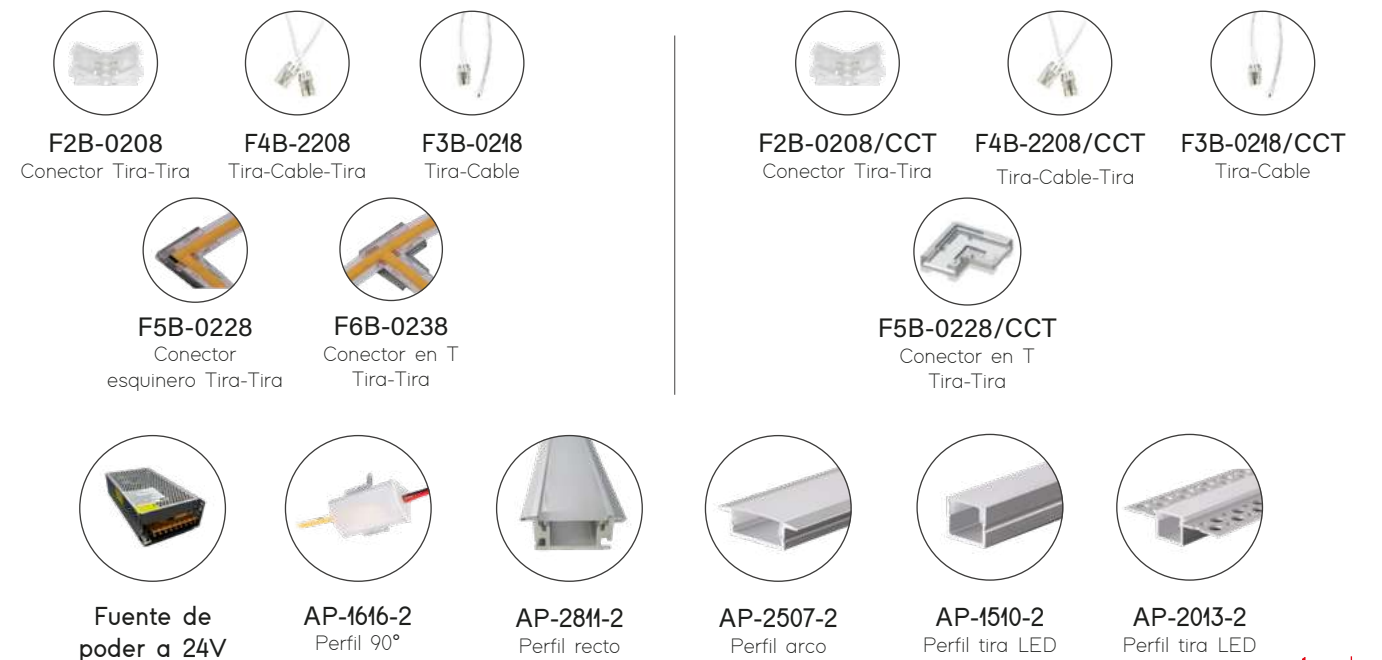 F2B-0208
Conector Tira-Tira
F4B-2208
Tira-Cable-Tira
F3B-0218
Tira-Cable
F5B-0228
Conector
esquinero Tira-Tira
F6B-0238
Conector en T
Tira-Tira
F2B-0208/CCT
Conector Tira-Tira
F4B-2208/CCT
Tira-Cable-Tira
F3B-0218/CCT
Tira-Cable
F5B-0228/CCT
Conector en T
Tira-Tira
Fuente de
poder a 24V
AP-1616-2
Perfil 90°
AP-2811-2
Perfil recto
AP-2507-2
Perfil arco
AP-1510-2
Perfil tira LED
AP-2013-2
Perfil tira LED